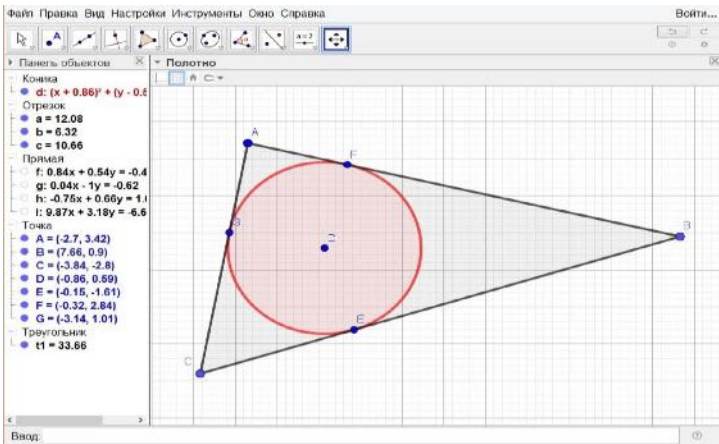 Файл Правка Вид Настройки Инструменты Окно Справка
Войти...
Панель объектов
Полотно
Коника
d: (x + 0.86)² + (y - 0.5
Отрезок
a = 12.08
b = 6.32
c = 10.66
Прямая
f: 0.84x + 0.54y = -0.4
g: 0.04x - 1y = -0.62
h: -0.75x + 0.66y = 1.
i: 9.87x + 3.18y = -6.6
Точка
A = (-2.7, 3.42)
B = (7.66, 0.9)
C = (-3.84, -2.8)
D = (-0.86, 0.59)
E = (-0.15, -1.61)
F = (-0.32, 2.84)
G = (-3.14, 1.01)
Треугольник
t1 = 33.66
A
F
B
G
D
E
C
Ввод: